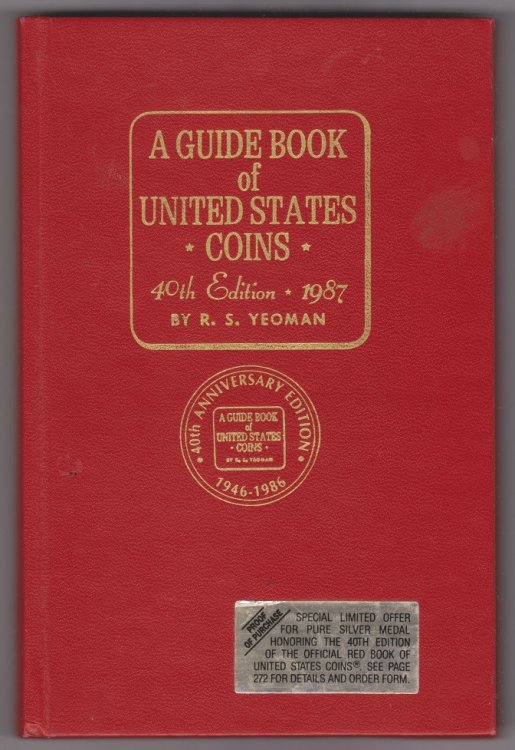 A GUIDE BOOK
of
UNITED STATES
★ COINS ★
40th Edition ★ 1987
BY R. S. YEOMAN
• 40th ANNIVERSARY EDITION •
A GUIDE BOOK
of
UNITED STATES
• COINS •
BY R. S. YEOMAN
1946-1986
PROOF
OF PURCHASE
SPECIAL LIMITED OFFER
FOR PURE SILVER MEDAL
HONORING THE 40TH EDITION
OF THE OFFICIAL RED BOOK OF
UNITED STATES COINS®. SEE PAGE
272 FOR DETAILS AND ORDER FORM.